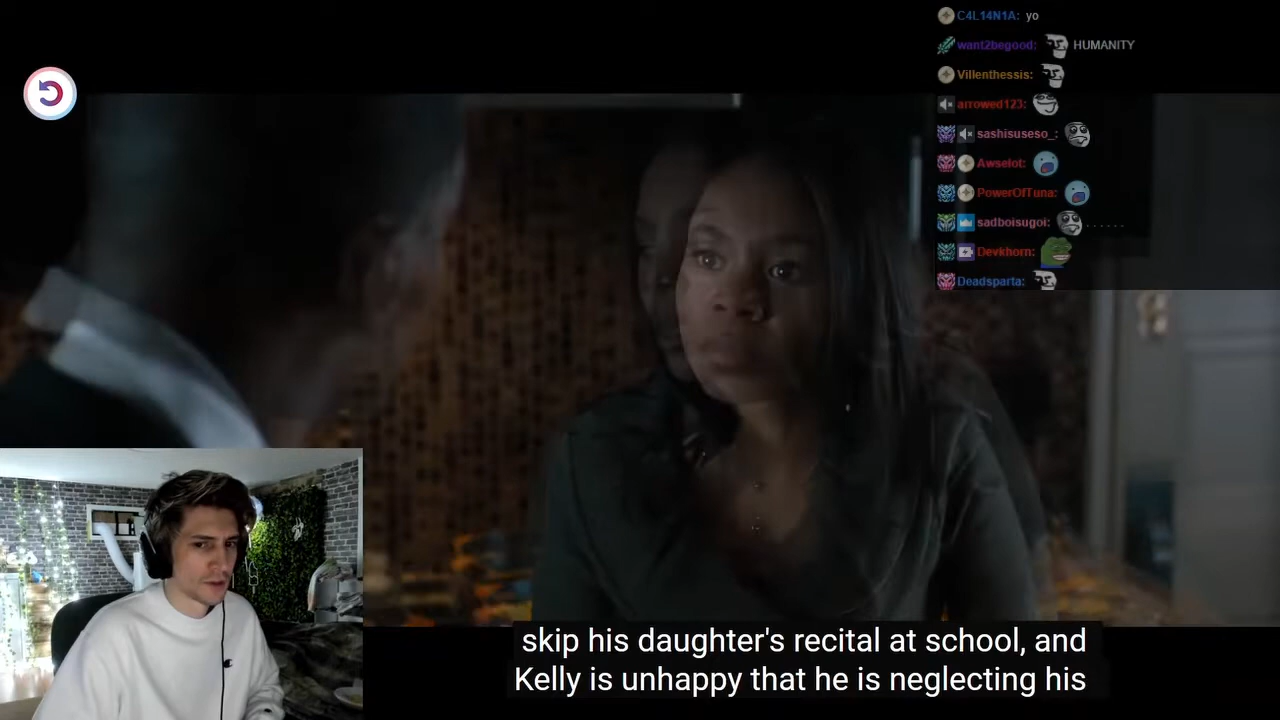 C4L14N1A: yo
want2begood: HUMANITY
Villenthessis:
arrowed123:
sashisuseso_:
Awselot:
PowerOfTuna:
sadboisugoi: . . . . . .
Devkhorn:
Deadsparta:
skip his daughter's recital at school, and
Kelly is unhappy that he is neglecting his